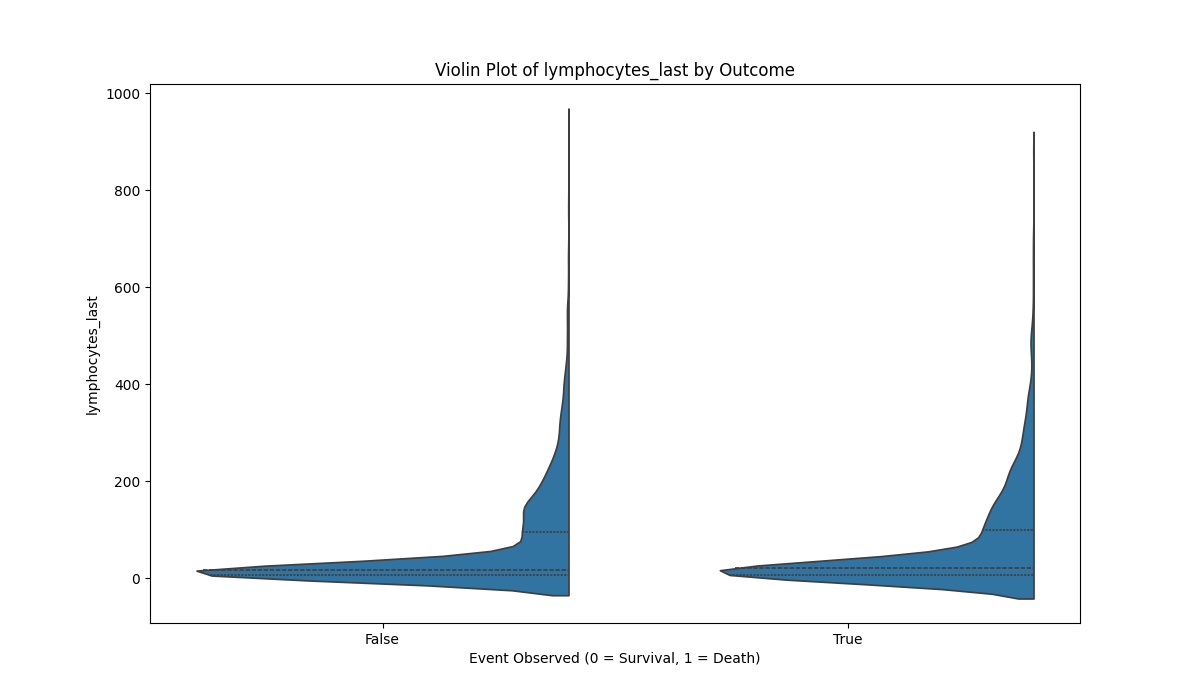 Violin Plot of lymphocytes_last by Outcome
1000
800
600
400
200
0
lymphocytes_last
False
True
Event Observed (0 = Survival, 1 = Death)